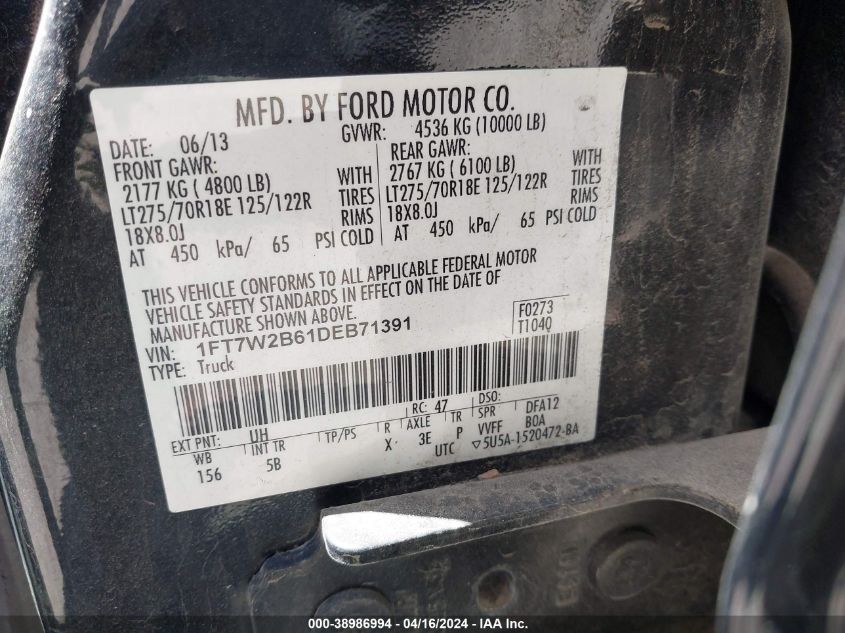 MFD. BY FORD MOTOR CO.
DATE: 06/13 GVWR: 4536 KG (10000 LB)
FRONT GAWR: REAR GAWR:
2177 KG ( 4800 LB) WITH 2767 KG ( 6100 LB) WITH
LT275/70R18E 125/122R TIRES LT275/70R18E 125/122R TIRES
18X8.0J RIMS 18X8.0J RIMS
AT 450 kPa/ 65 PSI COLD AT 450 kPa/ 65 PSI COLD
THIS VEHICLE CONFORMS TO ALL APPLICABLE FEDERAL MOTOR
VEHICLE SAFETY STANDARDS IN EFFECT ON THE DATE OF
MANUFACTURE SHOWN ABOVE.
F0273
VIN: 1FT7W2B61DEB71391 T1040
TYPE: Truck
EXT PNT: UH RC: 47 DSO:
WB INT TR TP/PS R AXLE TR SPR DFA12
156 5B X 3E P VVFF BOA
UTC ▽5U5A-1520472-BA
000-38986994 - 04/16/2024 - IAA Inc.